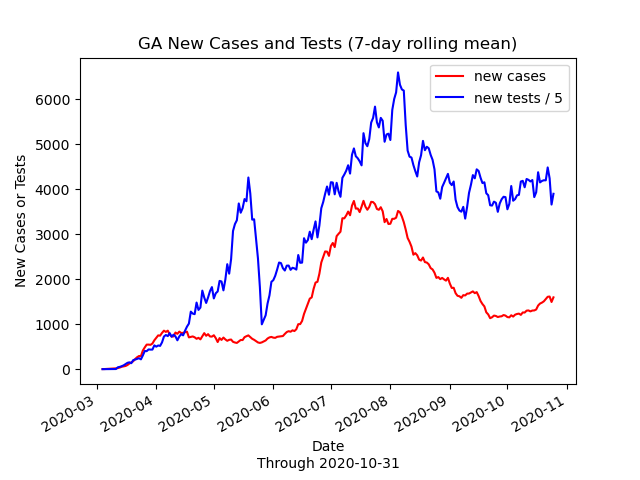 GA New Cases and Tests (7-day rolling mean)
new cases
new tests / 5
New Cases or Tests
6000
5000
4000
3000
2000
1000
0
2020-03
2020-04
2020-05
2020-06
2020-07
2020-08
2020-09
2020-10
2020-11
Date
Through 2020-10-31